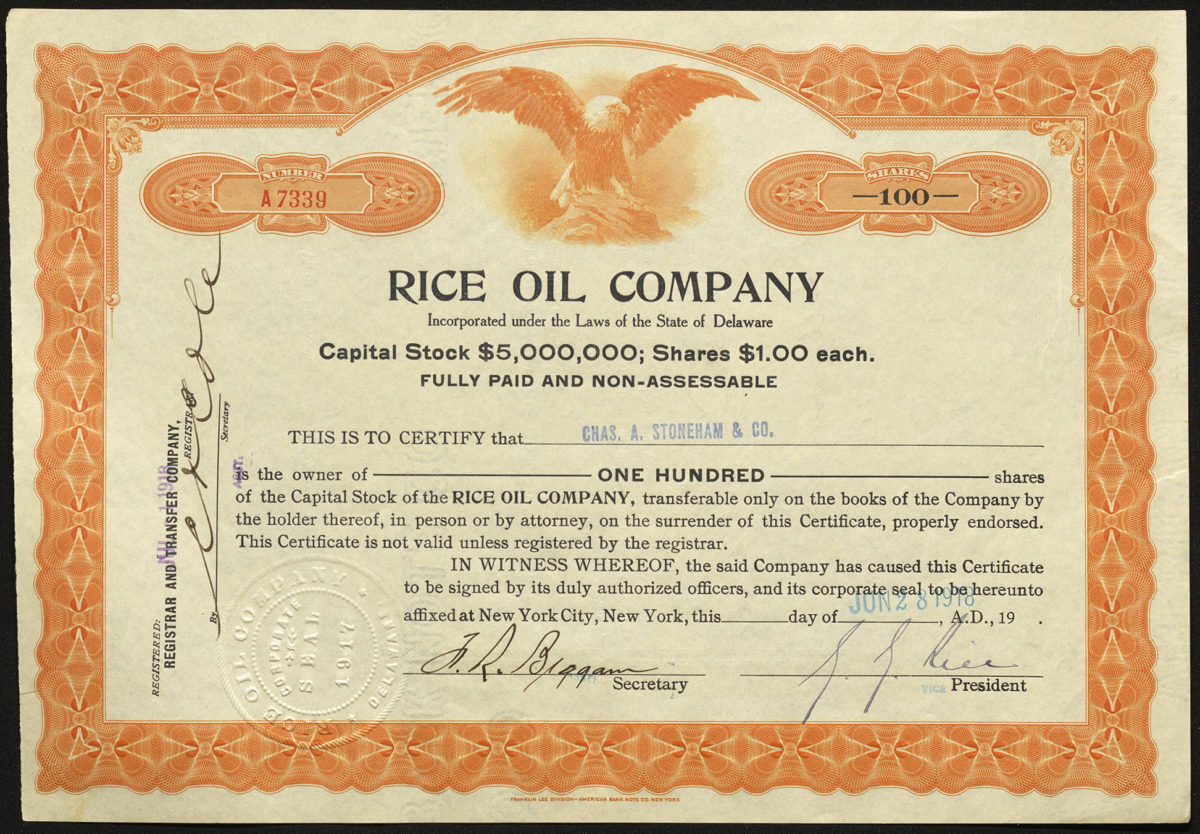 NUMBER
A 7339
SHARES
—100—
RICE OIL COMPANY
Incorporated under the Laws of the State of Delaware
Capital Stock $5,000,000; Shares $1.00 each.
FULLY PAID AND NON-ASSESSABLE
THIS IS TO CERTIFY that CHAS. A. STONEHAM & CO.
is the owner of ONE HUNDRED shares
of the Capital Stock of the RICE OIL COMPANY, transferable only on the books of the Company by
the holder thereof, in person or by attorney, on the surrender of this Certificate, properly endorsed.
This Certificate is not valid unless registered by the registrar.
IN WITNESS WHEREOF, the said Company has caused this Certificate
to be signed by its duly authorized officers, and its corporate seal to be hereunto
affixed at New York City, New York, this day of JUN 28 1918, A.D., 19 .
F. R. Biggam
Secretary
Rice
VICE President
REGISTERED:
REGISTRAR AND TRANSFER COMPANY,
REGISTRAR
1918
By
Secretary
ASST.
RICE OIL COMPANY
DELAWARE
CORPORATE
SEAL
1917
FRANKLIN LEE DIVISION—AMERICAN BANK NOTE CO. NEW YORK